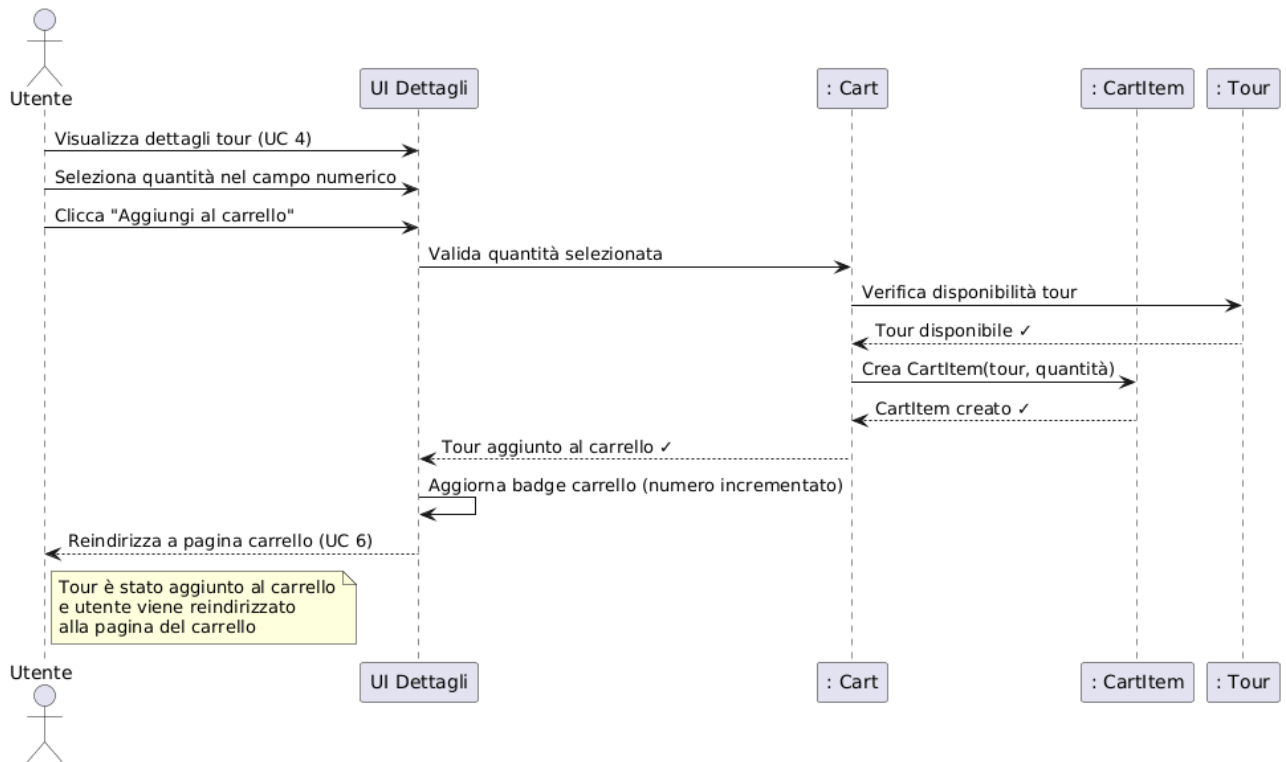 Utente
UI Dettagli
: Cart
: CartItem
: Tour
Visualizza dettagli tour (UC 4)
Seleziona quantità nel campo numerico
Clicca "Aggiungi al carrello"
Valida quantità selezionata
Verifica disponibilità tour
Tour disponibile ✓
Crea CartItem(tour, quantità)
CartItem creato ✓
Tour aggiunto al carrello ✓
Aggiorna badge carrello (numero incrementato)
Reindirizza a pagina carrello (UC 6)
Tour è stato aggiunto al carrello
e utente viene reindirizzato
alla pagina del carrello
Utente
UI Dettagli
: Cart
: CartItem
: Tour